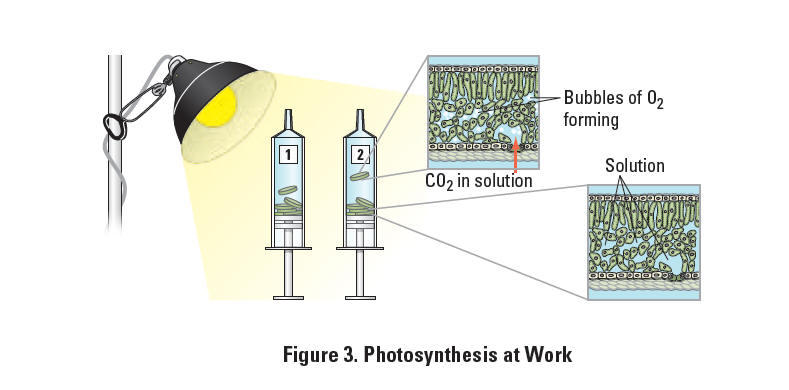 1
2
Bubbles of O₂
forming
CO₂ in solution
Solution
Figure 3. Photosynthesis at Work